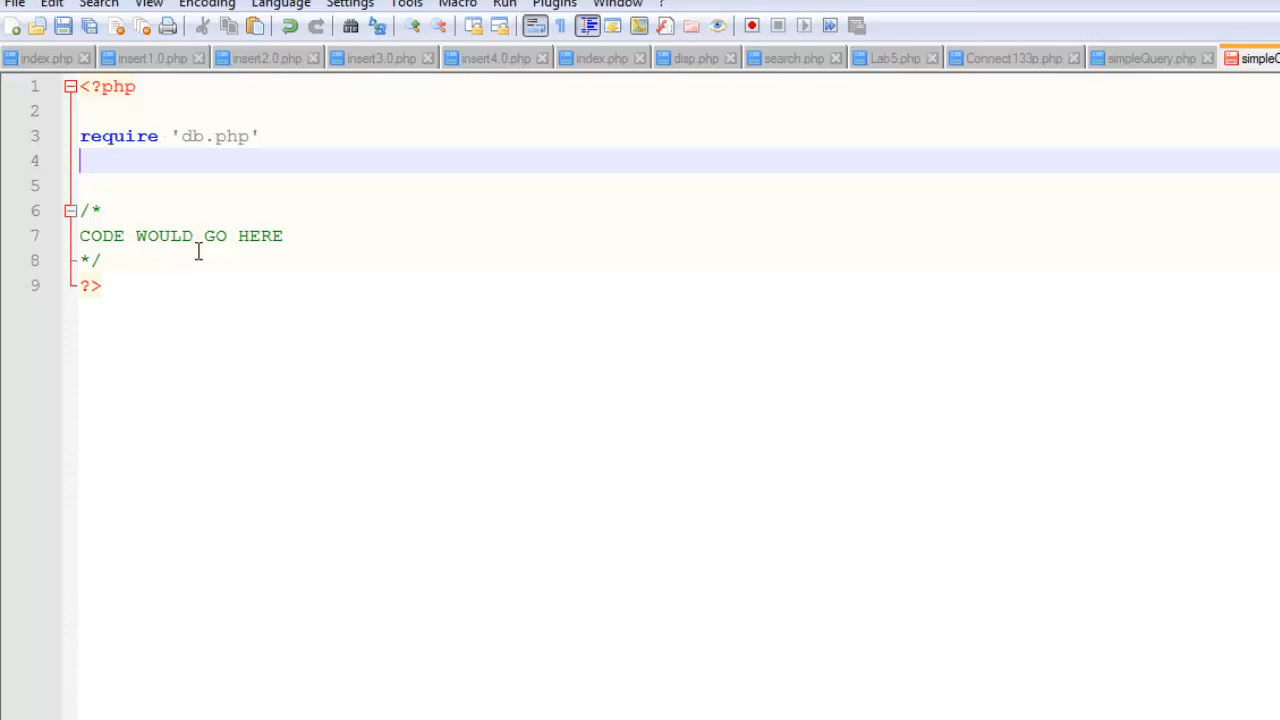 File Edit Search View Encoding Language Settings Tools Macro Run Plugins Window ?
index.php insert1.0.php insert2.0.php insert3.0.php insert4.0.php index.php disp.php search.php Lab5.php Connect133p.php simpleQuery.php simpleQ
1 <?php
2
3 require 'db.php'
4
5
6 /*
7 CODE WOULD GO HERE
8 */
9 ?>